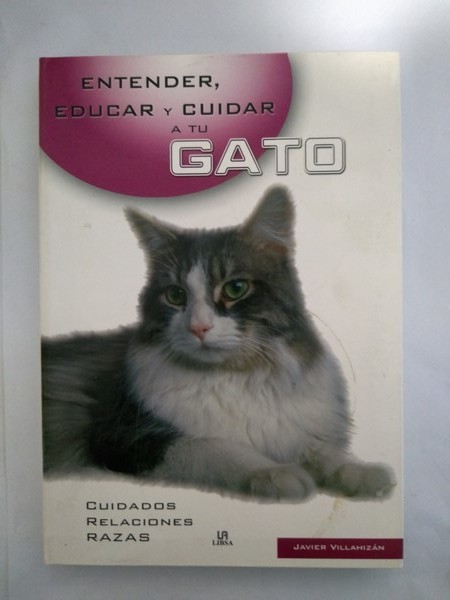 ENTENDER,
EDUCAR Y CUIDAR
A TU
GATO
CUIDADOS
RELACIONES
RAZAS
LIBSA
JAVIER VILLAHIZÁN